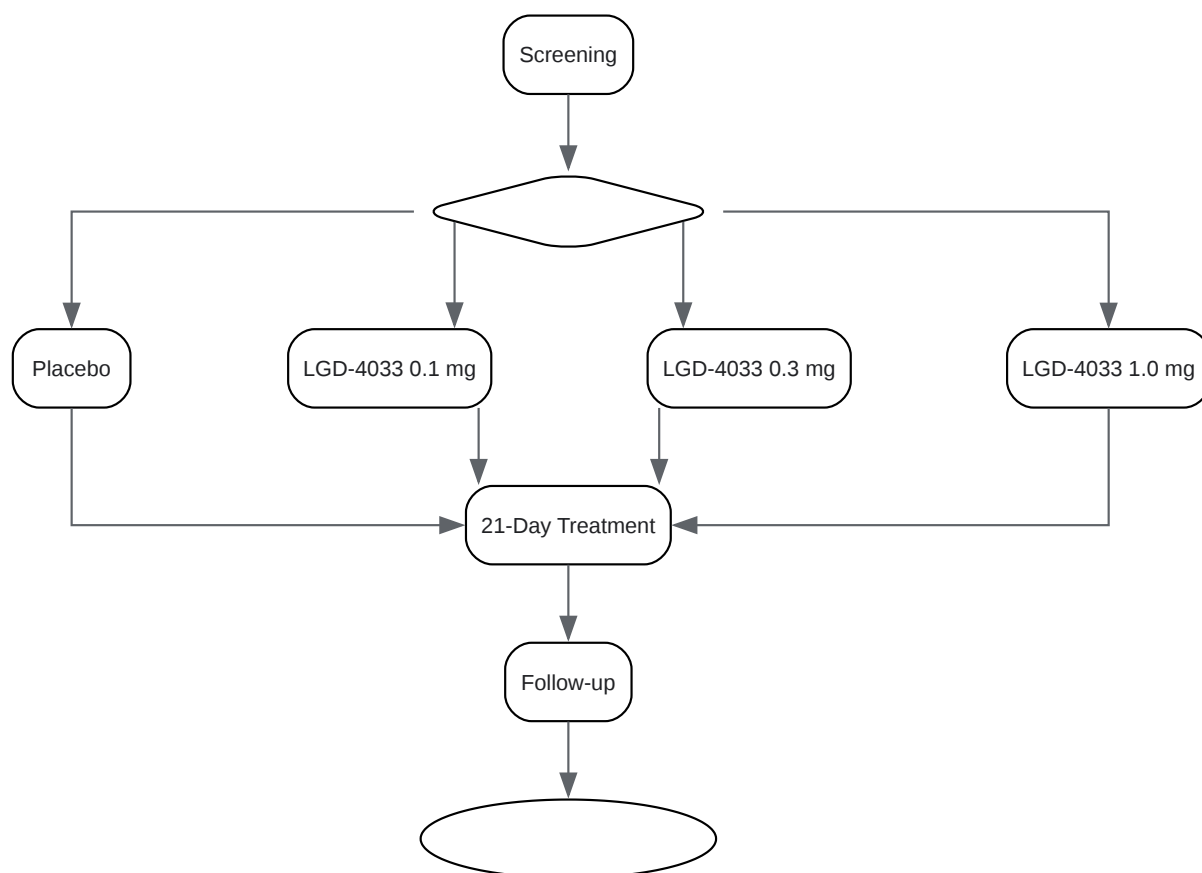 Screening
Placebo
LGD-4033 0.1 mg
LGD-4033 0.3 mg
LGD-4033 1.0 mg
21-Day Treatment
Follow-up